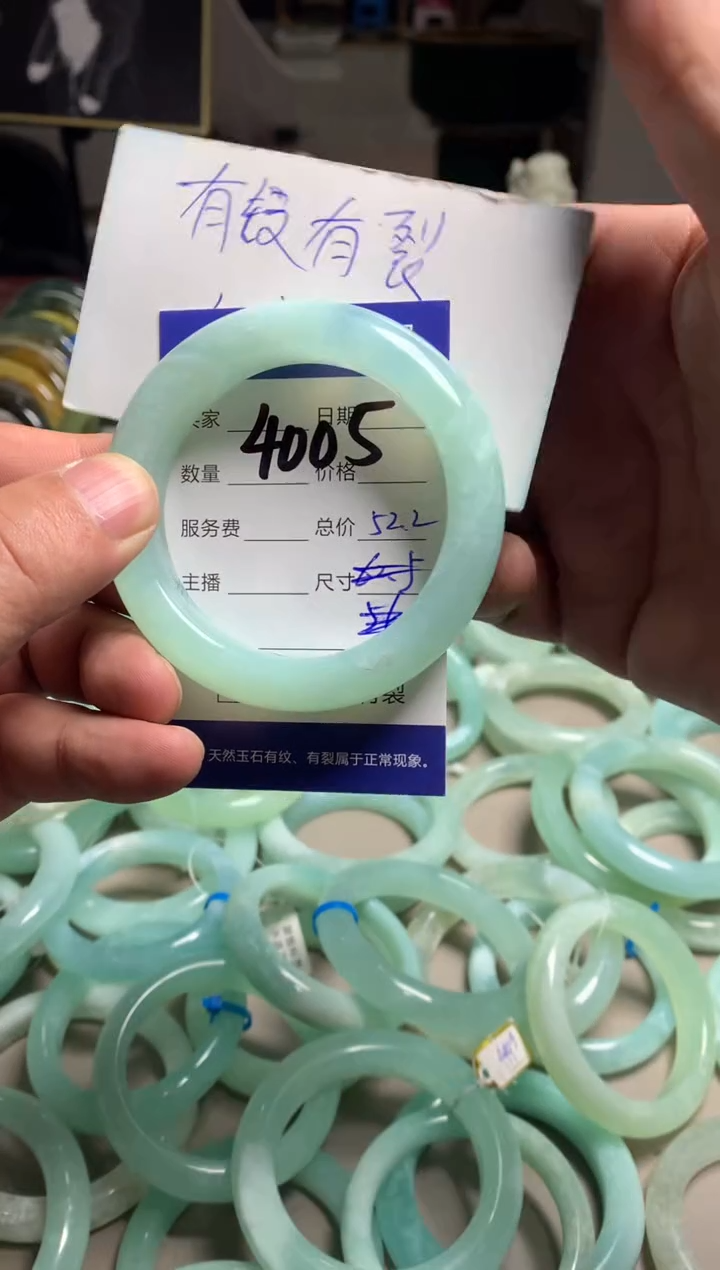 有纹有裂
家 日期
4005
数量 价格
服务费 总价 52.2
主播 尺寸
裂
天然玉石有纹、有裂属于正常现象。